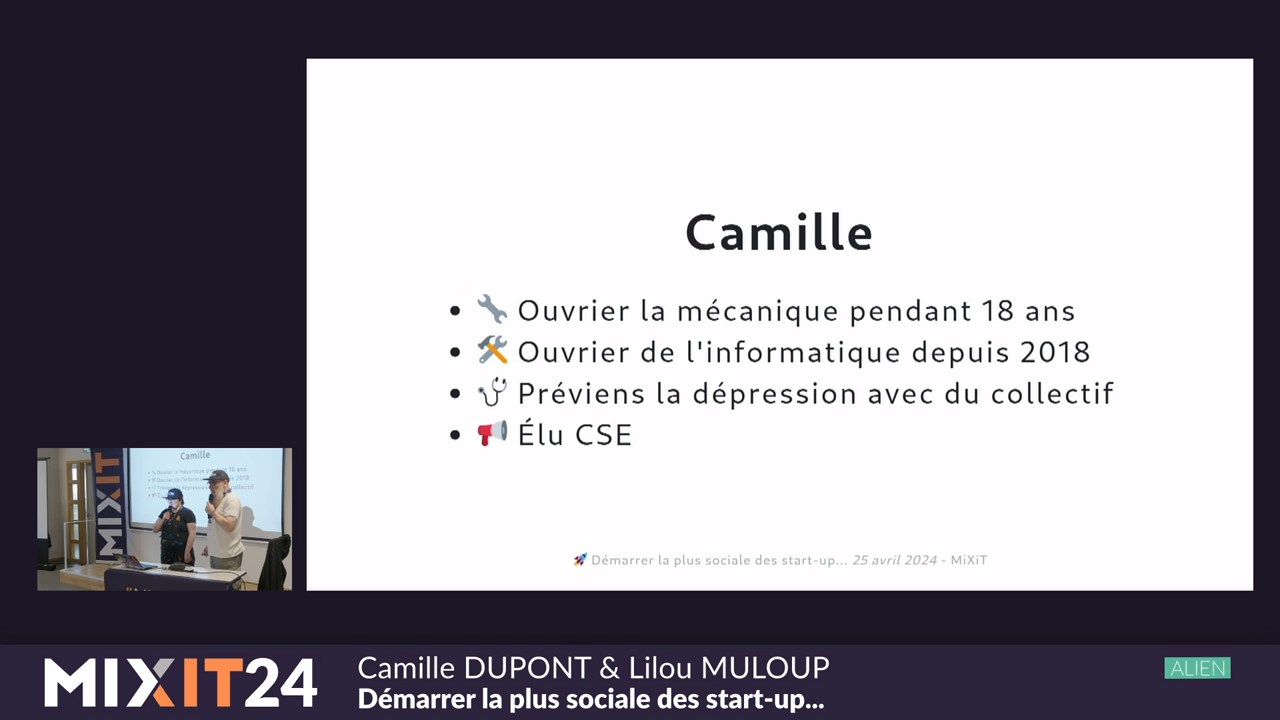 Camille
🔧 Ouvrier la mécanique pendant 18 ans
🛠️ Ouvrier de l'informatique depuis 2018
🩺 Préviens la dépression avec du collectif
📢 Élu CSE
🚀 Démarrer la plus sociale des start-up... 25 avril 2024 - MiXiT
MIXIT
Camille
MIXIT24
Camille DUPONT & Lilou MULOUP
Démarrer la plus sociale des start-up...
ALIEN